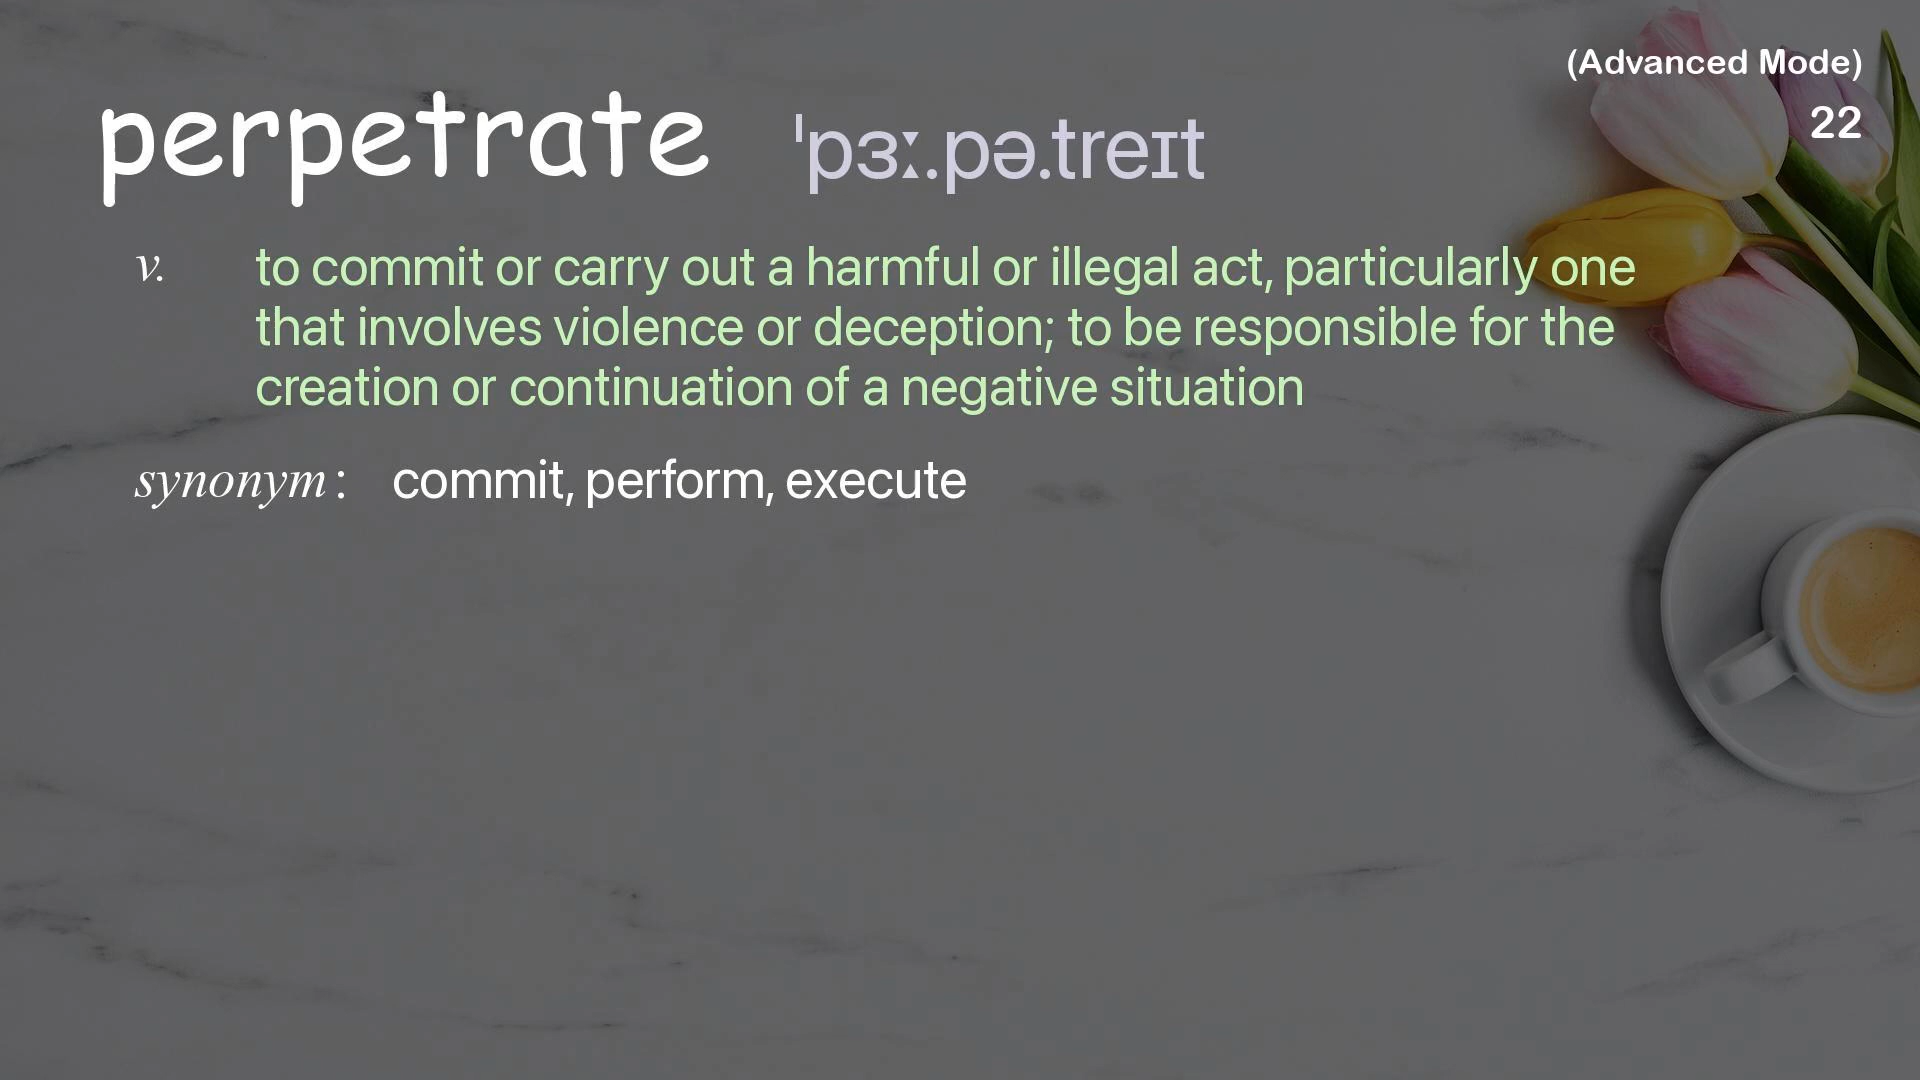 (Advanced Mode)
22
perpetrate ˈpɜː.pə.treɪt
v. to commit or carry out a harmful or illegal act, particularly one
that involves violence or deception; to be responsible for the
creation or continuation of a negative situation
synonym : commit, perform, execute